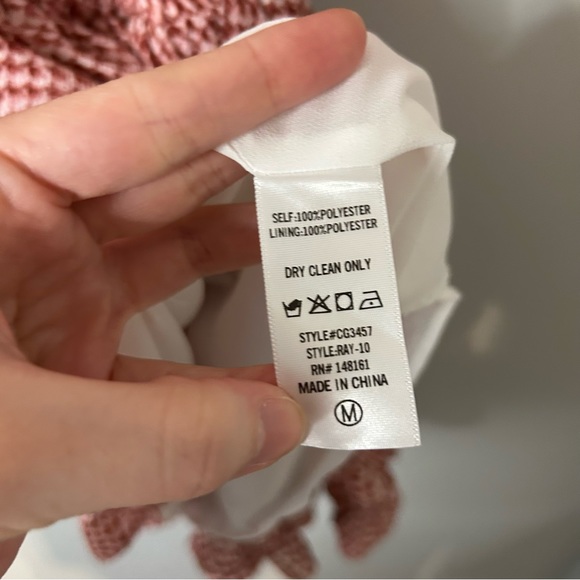 SELF:100%POLYESTER
LINING:100%POLYESTER
DRY CLEAN ONLY
STYLE#CG3457
STYLE:RAY-10
RN# 148161
MADE IN CHINA
M